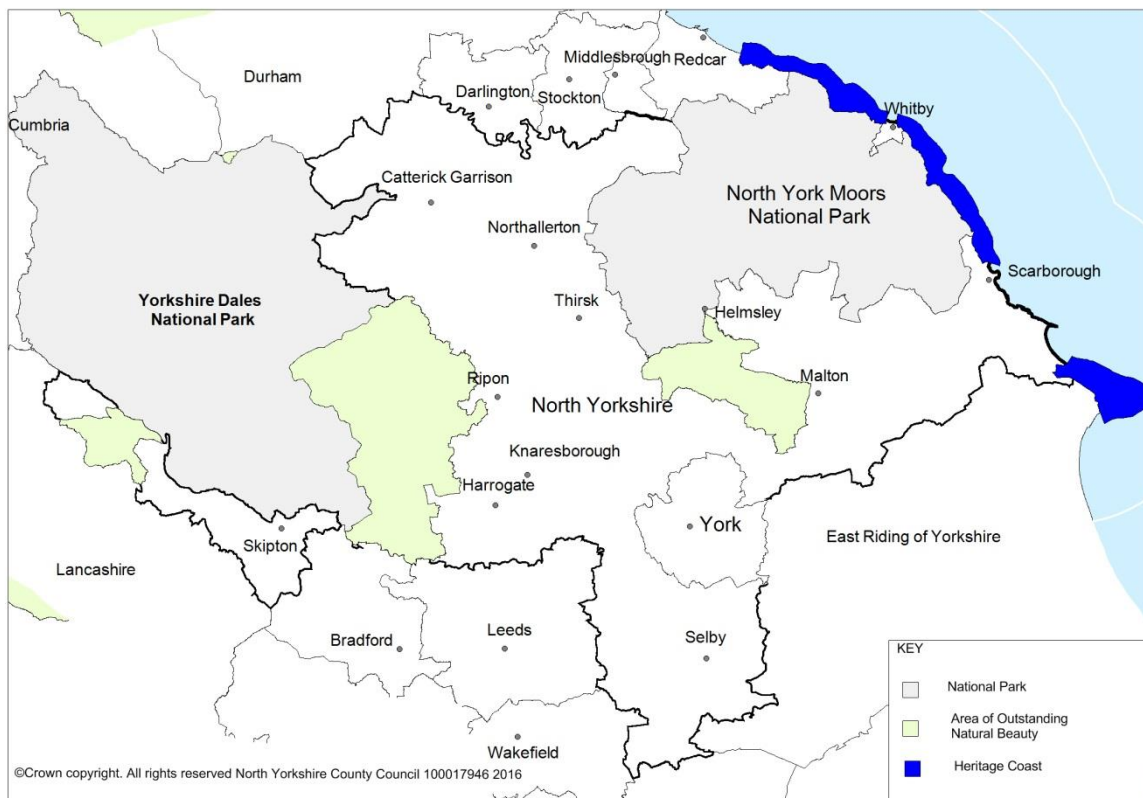 Durham
Middlesbrough
Redcar
Darlington
Stockton
Cumbria
Whitby
Catterick Garrison
North York Moors
National Park
Northallerton
Scarborough
Yorkshire Dales
National Park
Thirsk
Helmsley
Ripon
North Yorkshire
Malton
Knaresborough
Harrogate
York
Skipton
East Riding of Yorkshire
Lancashire
Bradford
Leeds
Selby
Wakefield
KEY
National Park
Area of Outstanding
Natural Beauty
Heritage Coast
©Crown copyright. All rights reserved North Yorkshire County Council 100017946 2016